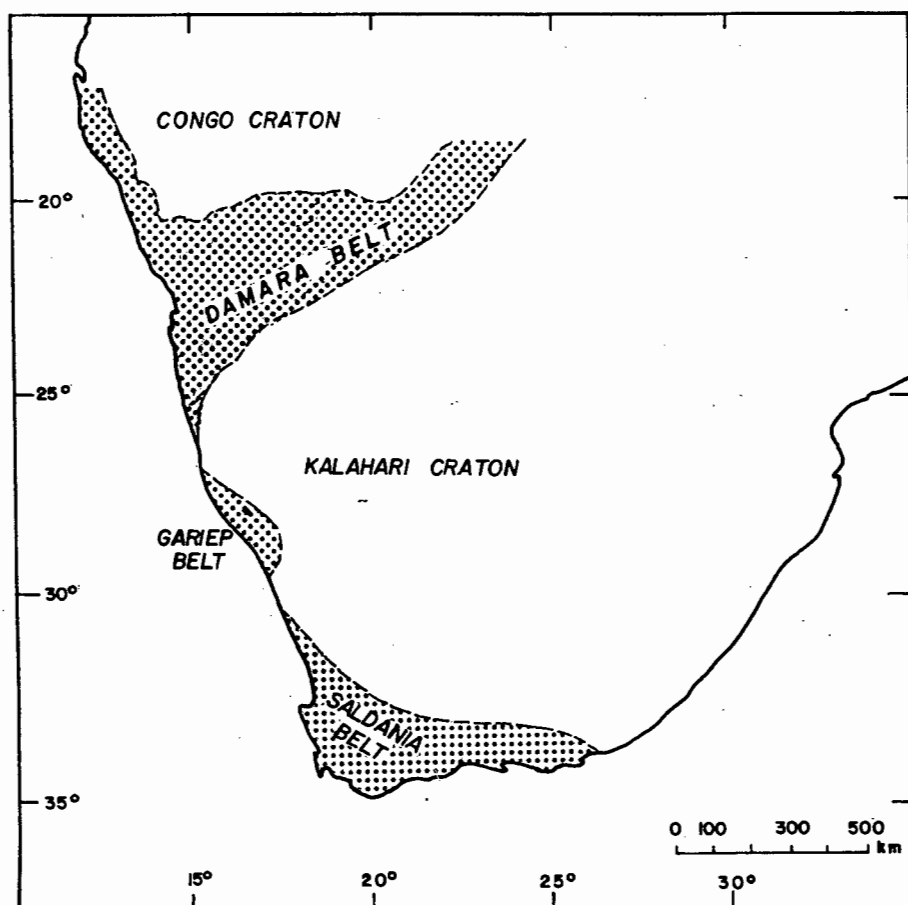 CONGO CRATON
20°
DAMARA BELT
25°
KALAHARI CRATON
GARIEP
BELT
30°
SALDANIA
BELT
35°
0 100 300 500
km
15° 20° 25° 30°